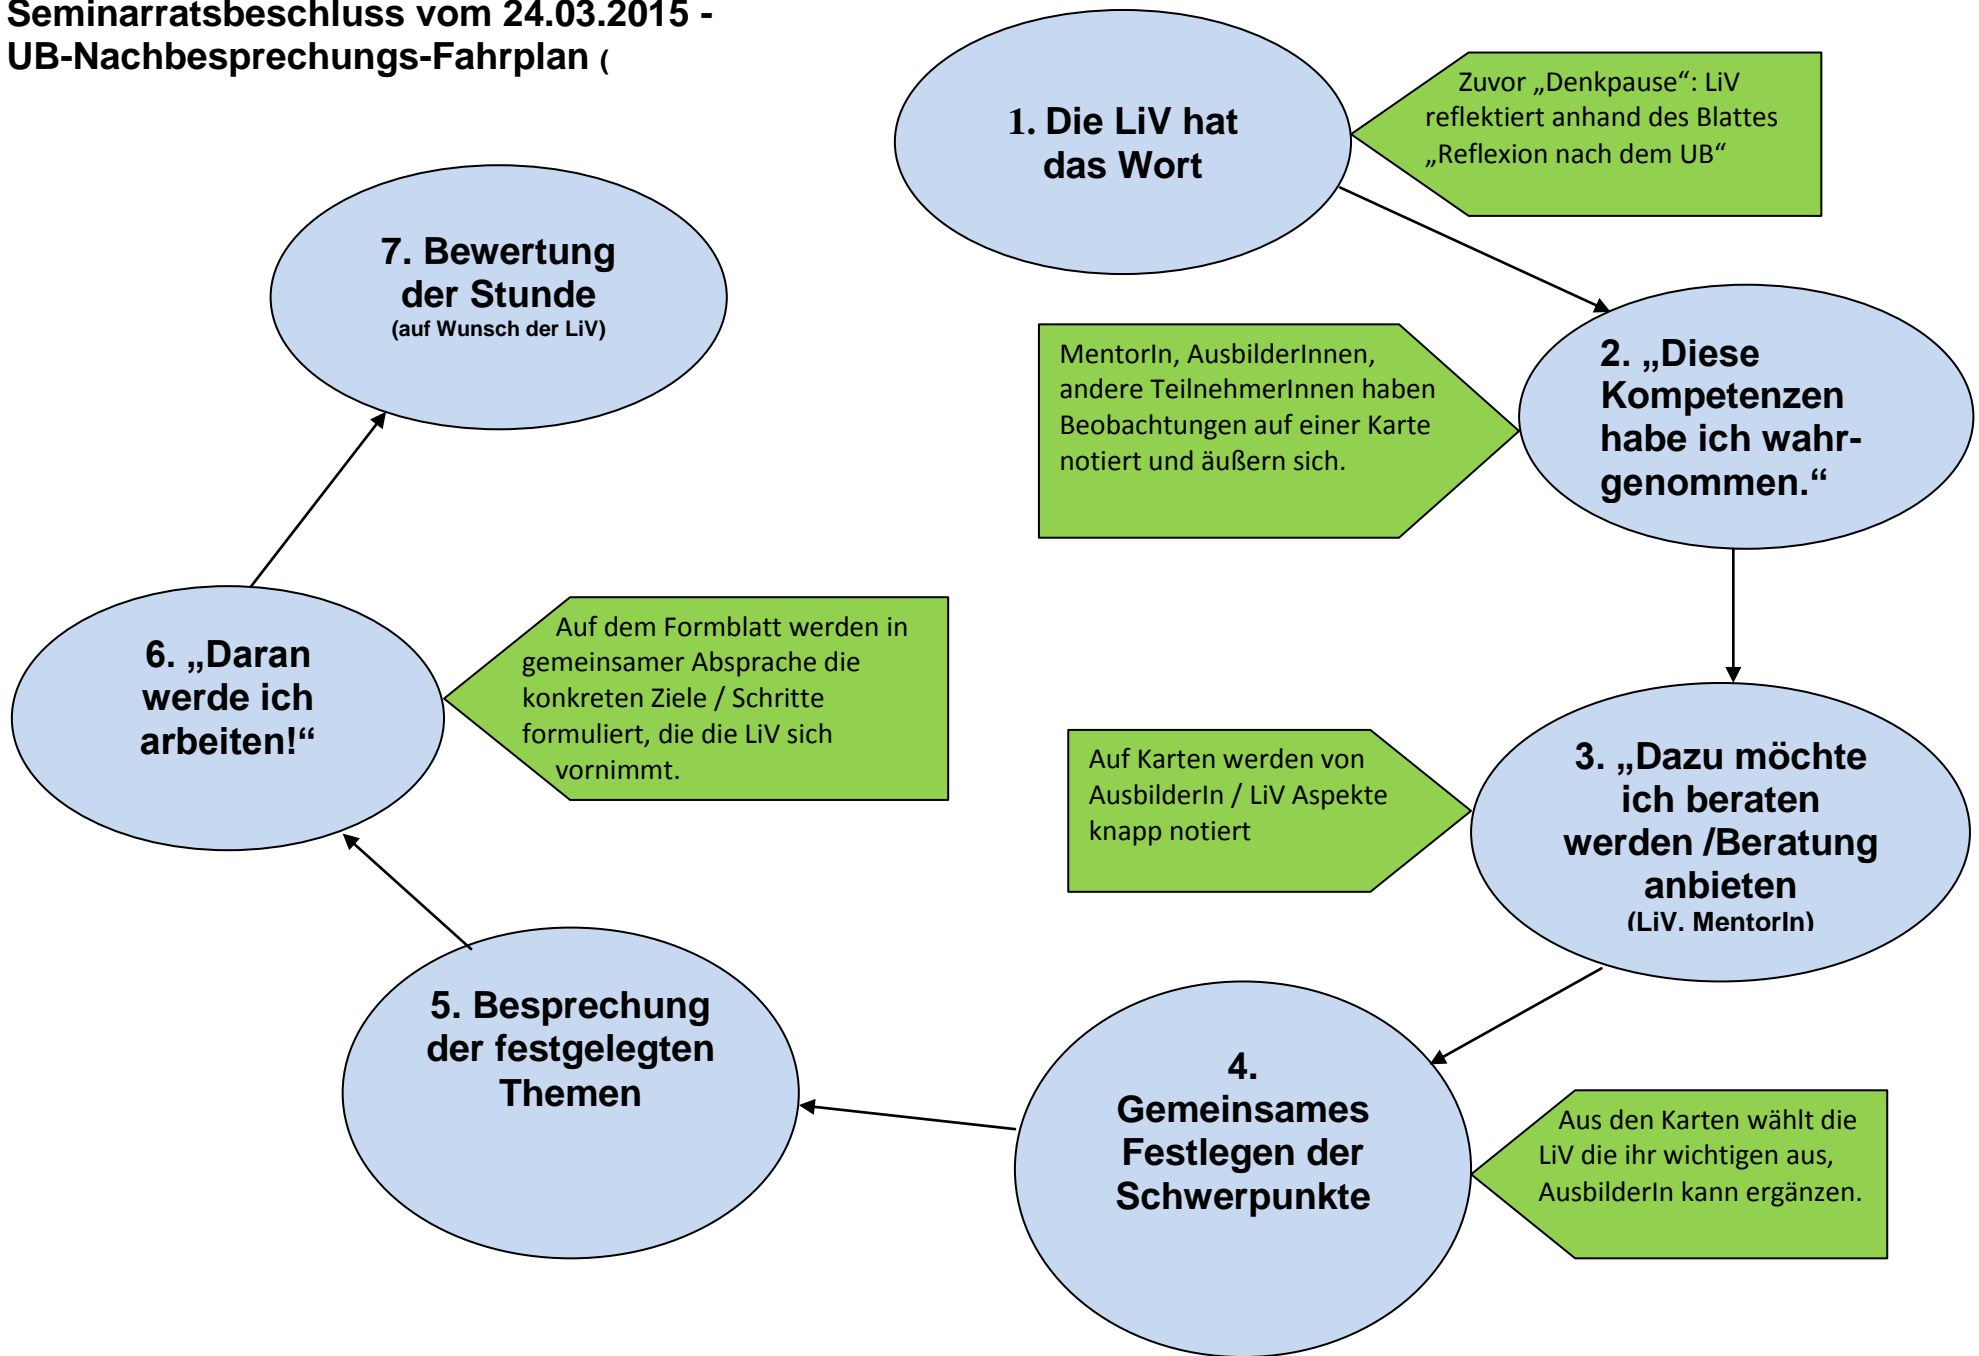 Seminarratsbeschluss vom 24.03.2015 -
UB-Nachbesprechungs-Fahrplan (
1. Die LiV hat
das Wort
Zuvor „Denkpause“: LiV
reflektiert anhand des Blattes
„Reflexion nach dem UB“
2. „Diese
Kompetenzen
habe ich wahr-
genommen.“
MentorIn, AusbilderInnen,
andere TeilnehmerInnen haben
Beobachtungen auf einer Karte
notiert und äußern sich.
3. „Dazu möchte
ich beraten
werden /Beratung
anbieten
(LiV, MentorIn)
Auf Karten werden von
AusbilderIn / LiV Aspekte
knapp notiert
4.
Gemeinsames
Festlegen der
Schwerpunkte
Aus den Karten wählt die
LiV die ihr wichtigen aus,
AusbilderIn kann ergänzen.
5. Besprechung
der festgelegten
Themen
6. „Daran
werde ich
arbeiten!“
Auf dem Formblatt werden in
gemeinsamer Absprache die
konkreten Ziele / Schritte
formuliert, die die LiV sich
vornimmt.
7. Bewertung
der Stunde
(auf Wunsch der LiV)